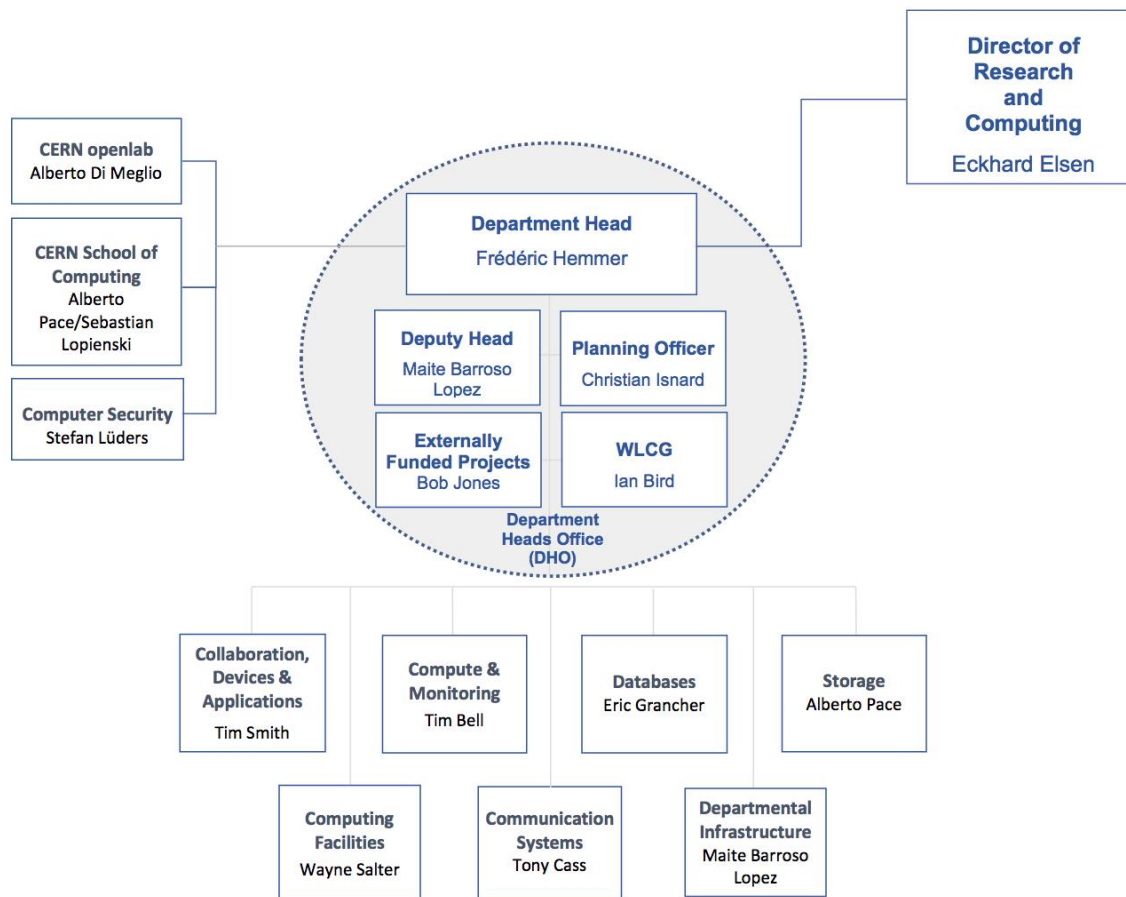 Director of
Research
and
Computing
Eckhard Elsen
CERN openlab
Alberto Di Meglio
CERN School of
Computing
Alberto
Pace/Sebastian
Lopienski
Computer Security
Stefan Lüders
Department Head
Frédéric Hemmer
Deputy Head
Maite Barroso
Lopez
Planning Officer
Christian Isnard
Externally
Funded Projects
Bob Jones
WLCG
Ian Bird
Department
Heads Office
(DHO)
Collaboration,
Devices &
Applications
Tim Smith
Compute &
Monitoring
Tim Bell
Databases
Eric Grancher
Storage
Alberto Pace
Computing
Facilities
Wayne Salter
Communication
Systems
Tony Cass
Departmental
Infrastructure
Maite Barroso
Lopez